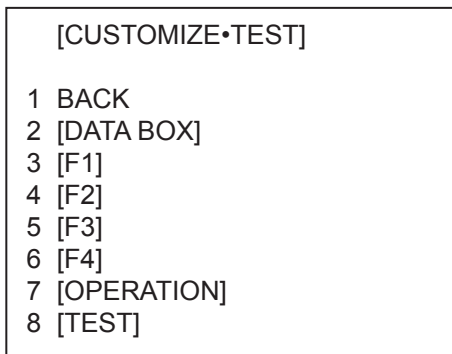 [CUSTOMIZE•TEST]
1 BACK
2 [DATA BOX]
3 [F1]
4 [F2]
5 [F3]
6 [F4]
7 [OPERATION]
8 [TEST]